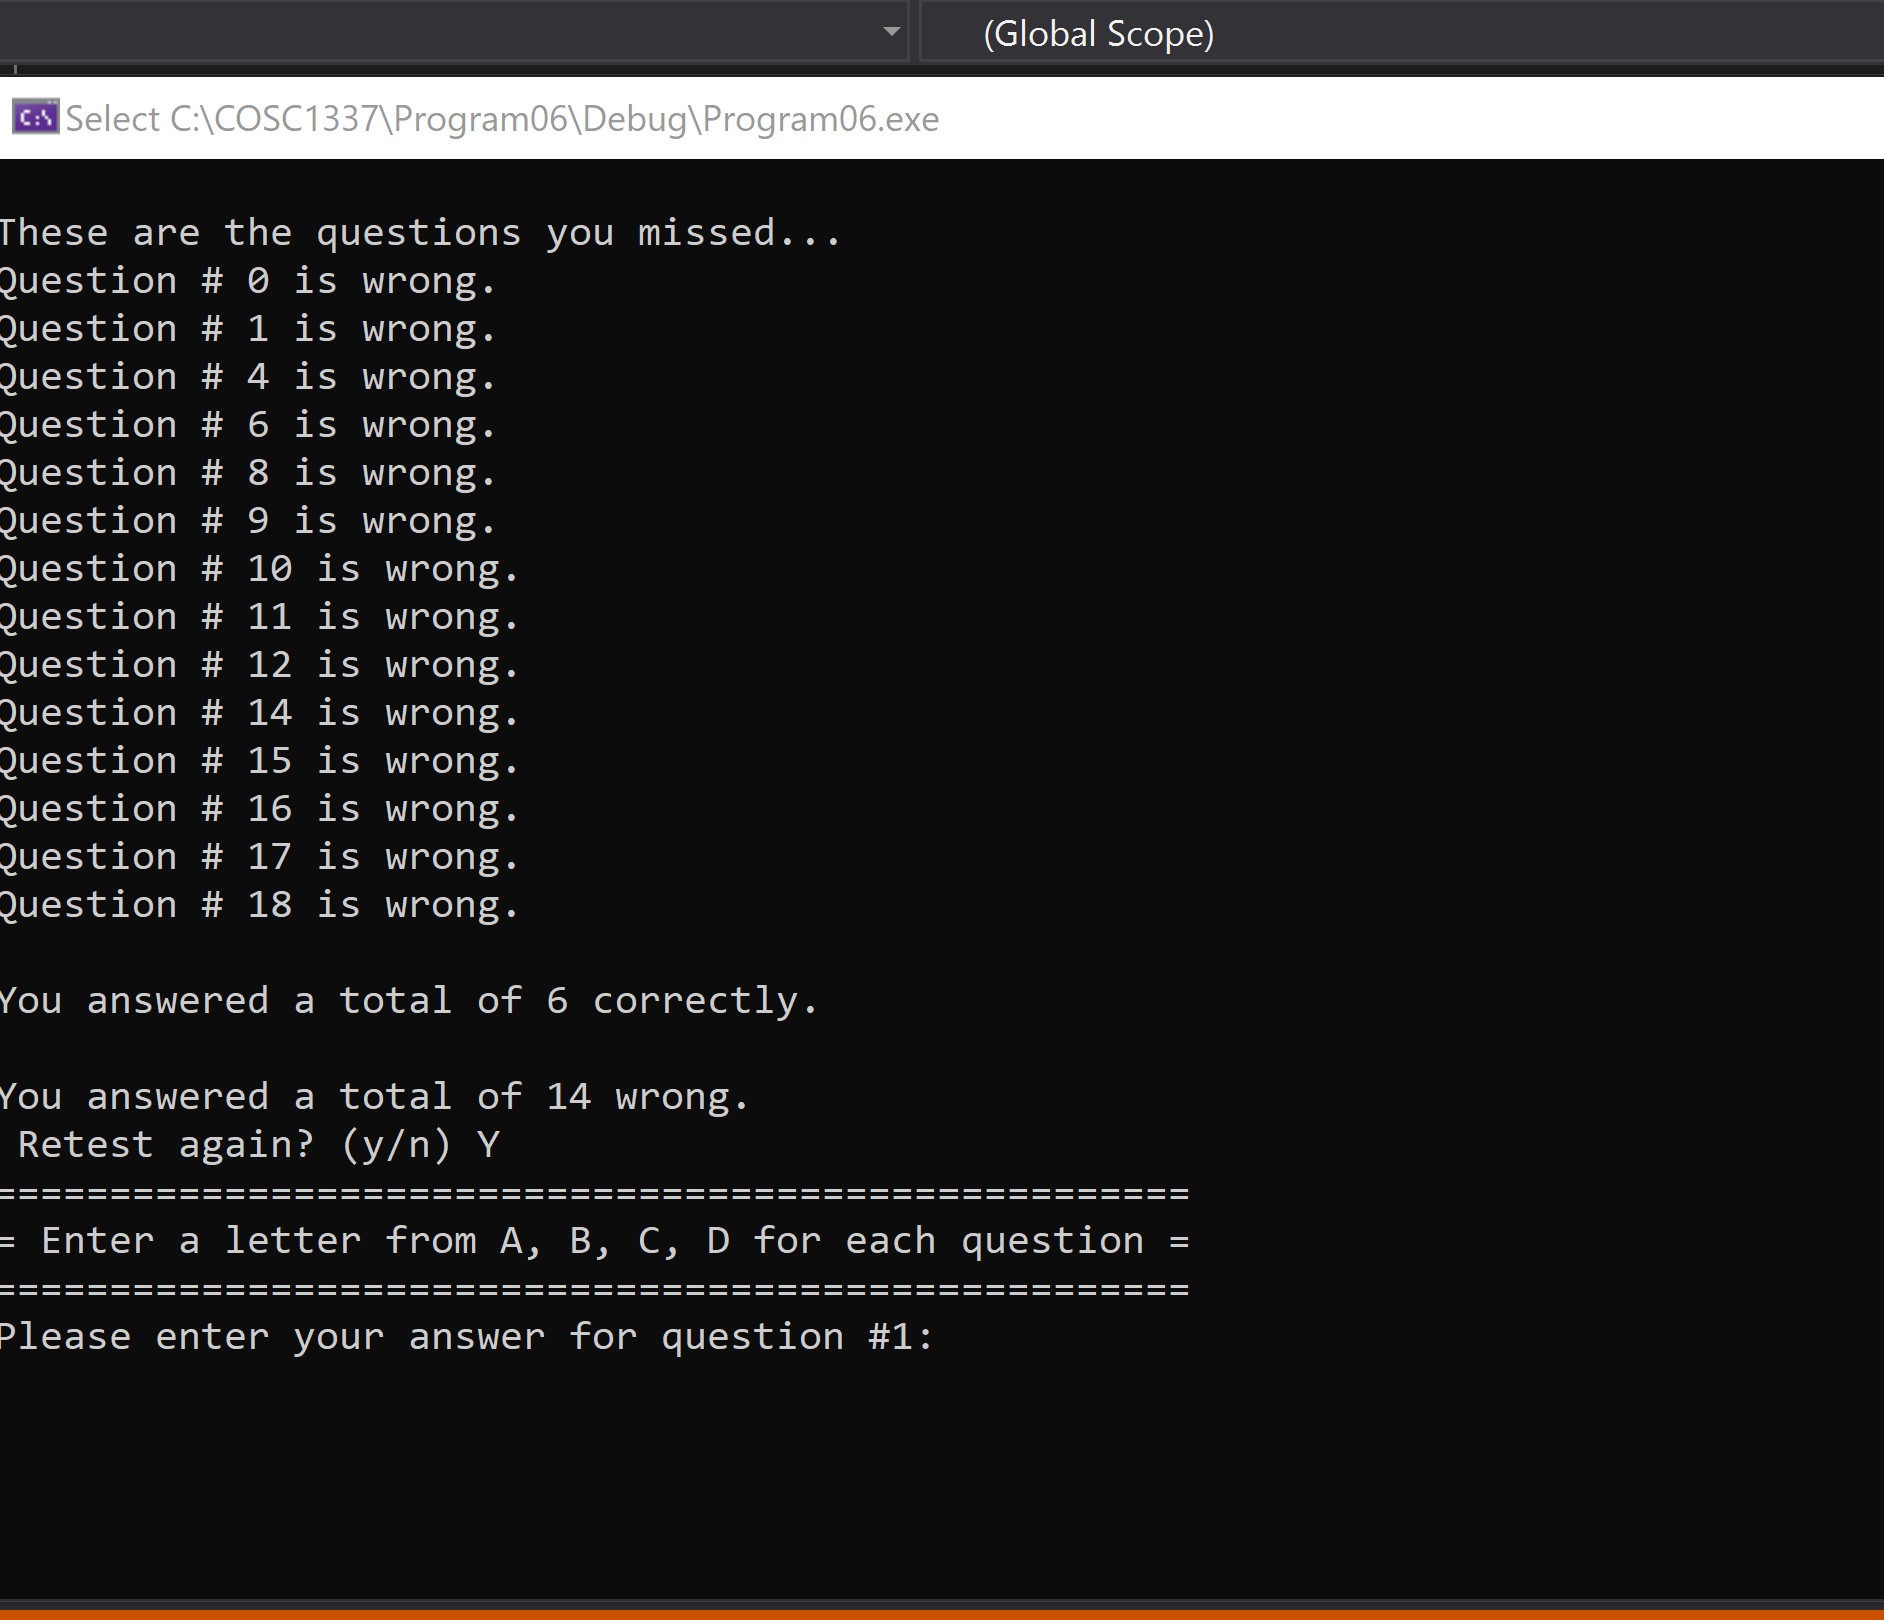 (Global Scope)
C:\ Select C:\COSC1337\Program06\Debug\Program06.exe
These are the questions you missed...
Question # 0 is wrong.
Question # 1 is wrong.
Question # 4 is wrong.
Question # 6 is wrong.
Question # 8 is wrong.
Question # 9 is wrong.
Question # 10 is wrong.
Question # 11 is wrong.
Question # 12 is wrong.
Question # 14 is wrong.
Question # 15 is wrong.
Question # 16 is wrong.
Question # 17 is wrong.
Question # 18 is wrong.
You answered a total of 6 correctly.
You answered a total of 14 wrong.
Retest again? (y/n) Y
====================================================
= Enter a letter from A, B, C, D for each question =
====================================================
Please enter your answer for question #1: